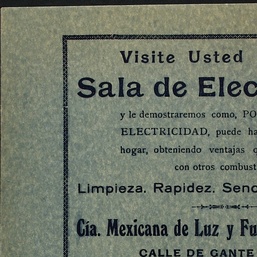 Visite Usted
Sala de Elec
y le demostraremos como, PO
ELECTRICIDAD, puede ha
hogar, obteniendo ventajas
con otros combust
Limpieza, Rapidez, Senc
Cía. Mexicana de Luz y Fu
CALLE DE GANTE